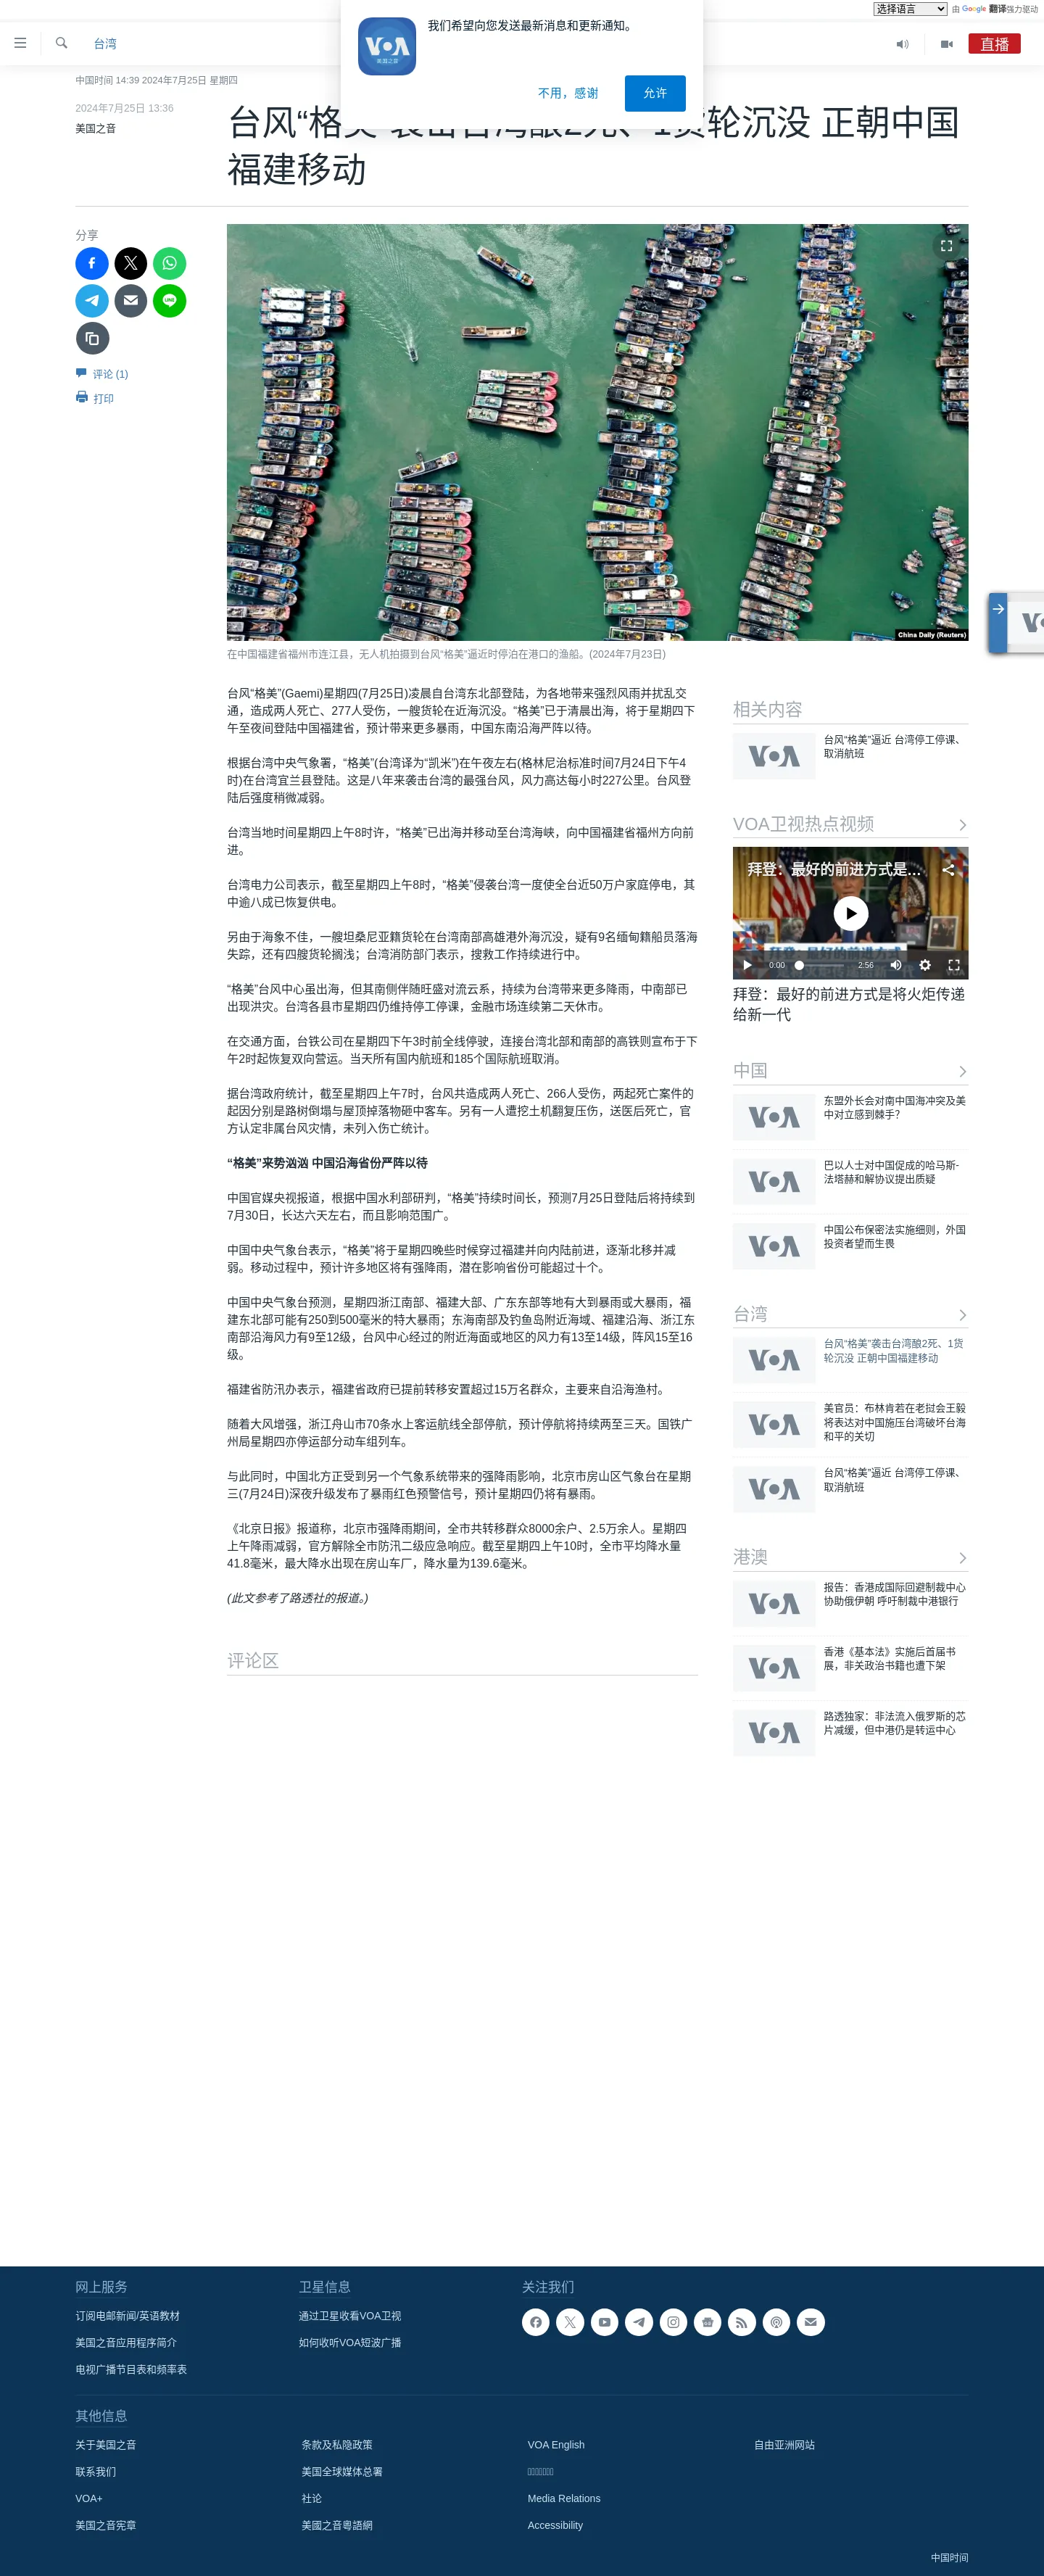 选择语言
由 Google 翻译强力驱动
我们希望向您发送最新消息和更新通知。
VOA
美国之音
不用，感谢
允许
台湾
直播
中国时间 14:39 2024年7月25日 星期四
2024年7月25日 13:36
美国之音
台风“格美”袭击台湾酿2死、1货轮沉没 正朝中国
福建移动
分享
评论 (1)
打印
China Daily (Reuters)
在中国福建省福州市连江县，无人机拍摄到台风“格美”逼近时停泊在港口的渔船。(2024年7月23日)
台风“格美”(Gaemi)星期四(7月25日)凌晨自台湾东北部登陆，为各地带来强烈风雨并扰乱交
通，造成两人死亡、277人受伤，一艘货轮在近海沉没。“格美”已于清晨出海，将于星期四下
午至夜间登陆中国福建省，预计带来更多暴雨，中国东南沿海严阵以待。
根据台湾中央气象署，“格美”(台湾译为“凯米”)在午夜左右(格林尼治标准时间7月24日下午4
时)在台湾宜兰县登陆。这是八年来袭击台湾的最强台风，风力高达每小时227公里。台风登
陆后强度稍微减弱。
台湾当地时间星期四上午8时许，“格美”已出海并移动至台湾海峡，向中国福建省福州方向前
进。
台湾电力公司表示，截至星期四上午8时，“格美”侵袭台湾一度使全台近50万户家庭停电，其
中逾八成已恢复供电。
另由于海象不佳，一艘坦桑尼亚籍货轮在台湾南部高雄港外海沉没，疑有9名缅甸籍船员落海
失踪，还有四艘货轮搁浅；台湾消防部门表示，搜救工作持续进行中。
“格美”台风中心虽出海，但其南侧伴随旺盛对流云系，持续为台湾带来更多降雨，中南部已
出现洪灾。台湾各县市星期四仍维持停工停课，金融市场连续第二天休市。
在交通方面，台铁公司在星期四下午3时前全线停驶，连接台湾北部和南部的高铁则宣布于下
午2时起恢复双向营运。当天所有国内航班和185个国际航班取消。
据台湾政府统计，截至星期四上午7时，台风共造成两人死亡、266人受伤，两起死亡案件的
起因分别是路树倒塌与屋顶掉落物砸中客车。另有一人遭挖土机翻复压伤，送医后死亡，官
方认定非属台风灾情，未列入伤亡统计。
“格美”来势汹汹 中国沿海省份严阵以待
中国官媒央视报道，根据中国水利部研判，“格美”持续时间长，预测7月25日登陆后将持续到
7月30日，长达六天左右，而且影响范围广。
中国中央气象台表示，“格美”将于星期四晚些时候穿过福建并向内陆前进，逐渐北移并减
弱。移动过程中，预计许多地区将有强降雨，潜在影响省份可能超过十个。
中国中央气象台预测，星期四浙江南部、福建大部、广东东部等地有大到暴雨或大暴雨，福
建东北部可能有250到500毫米的特大暴雨；东海南部及钓鱼岛附近海域、福建沿海、浙江东
南部沿海风力有9至12级，台风中心经过的附近海面或地区的风力有13至14级，阵风15至16
级。
福建省防汛办表示，福建省政府已提前转移安置超过15万名群众，主要来自沿海渔村。
随着大风增强，浙江舟山市70条水上客运航线全部停航，预计停航将持续两至三天。国铁广
州局星期四亦停运部分动车组列车。
与此同时，中国北方正受到另一个气象系统带来的强降雨影响，北京市房山区气象台在星期
三(7月24日)深夜升级发布了暴雨红色预警信号，预计星期四仍将有暴雨。
《北京日报》报道称，北京市强降雨期间，全市共转移群众8000余户、2.5万余人。星期四
上午降雨减弱，官方解除全市防汛二级应急响应。截至星期四上午10时，全市平均降水量
41.8毫米，最大降水出现在房山车厂，降水量为139.6毫米。
(此文参考了路透社的报道。)
评论区
相关内容
VOA
台风“格美”逼近 台湾停工停课、
取消航班
VOA卫视热点视频
拜登：最好的前进方式是...
0:00
2:56
拜登：最好的前进方式是将火炬传递
给新一代
中国
VOA
东盟外长会对南中国海冲突及美
中对立感到棘手？
VOA
巴以人士对中国促成的哈马斯-
法塔赫和解协议提出质疑
VOA
中国公布保密法实施细则，外国
投资者望而生畏
台湾
VOA
台风“格美”袭击台湾酿2死、1货
轮沉没 正朝中国福建移动
VOA
美官员：布林肯若在老挝会王毅
将表达对中国施压台湾破坏台海
和平的关切
VOA
台风“格美”逼近 台湾停工停课、
取消航班
港澳
VOA
报告：香港成国际回避制裁中心
协助俄伊朝 呼吁制裁中港银行
VOA
香港《基本法》实施后首届书
展，非关政治书籍也遭下架
VOA
路透独家：非法流入俄罗斯的芯
片减缓，但中港仍是转运中心
网上服务
订阅电邮新闻/英语教材
美国之音应用程序简介
电视广播节目表和频率表
卫星信息
通过卫星收看VOA卫视
如何收听VOA短波广播
关注我们
其他信息
关于美国之音
联系我们
VOA+
美国之音宪章
条款及私隐政策
美国全球媒体总署
社论
美國之音粵語網
VOA English
Media Relations
Accessibility
自由亚洲网站
中国时间